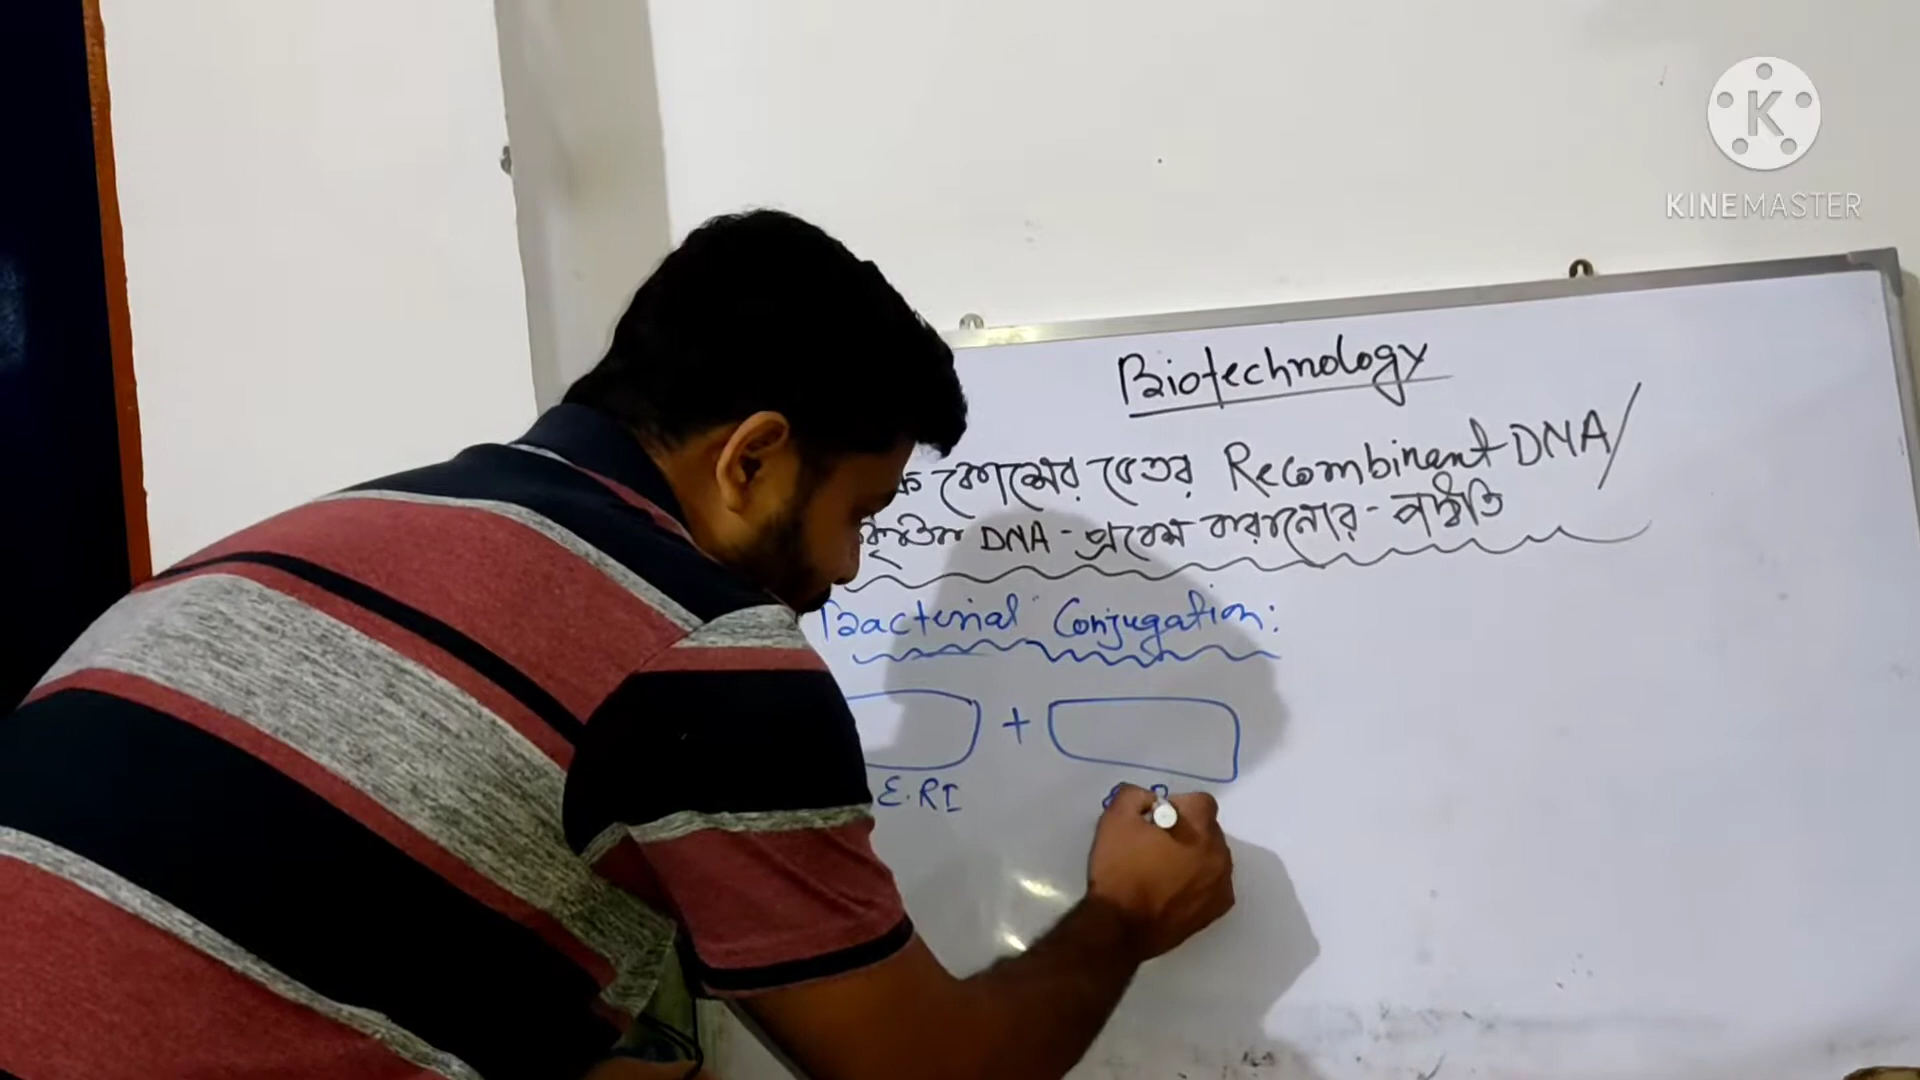 KINEMASTER
Biotechnology
কোষের ভেতর Recombinant DNA/
DNA - প্রবেশ করানোর - পদ্ধতি
Bacterial Conjugation:
+
E.RI